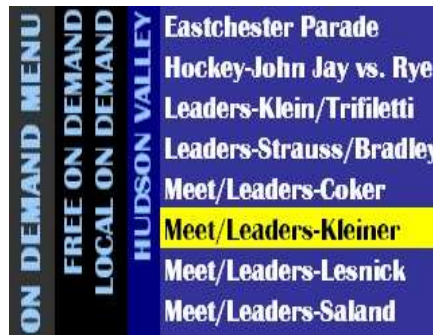 ON DEMAND MENU
FREE ON DEMAND
LOCAL ON DEMAND
HUDSON VALLEY
Eastchester Parade
Hockey-John Jay vs. Rye
Leaders-Klein/Trifiletti
Leaders-Strauss/Bradley
Meet/Leaders-Coker
Meet/Leaders-Kleiner
Meet/Leaders-Lesnick
Meet/Leaders-Saland